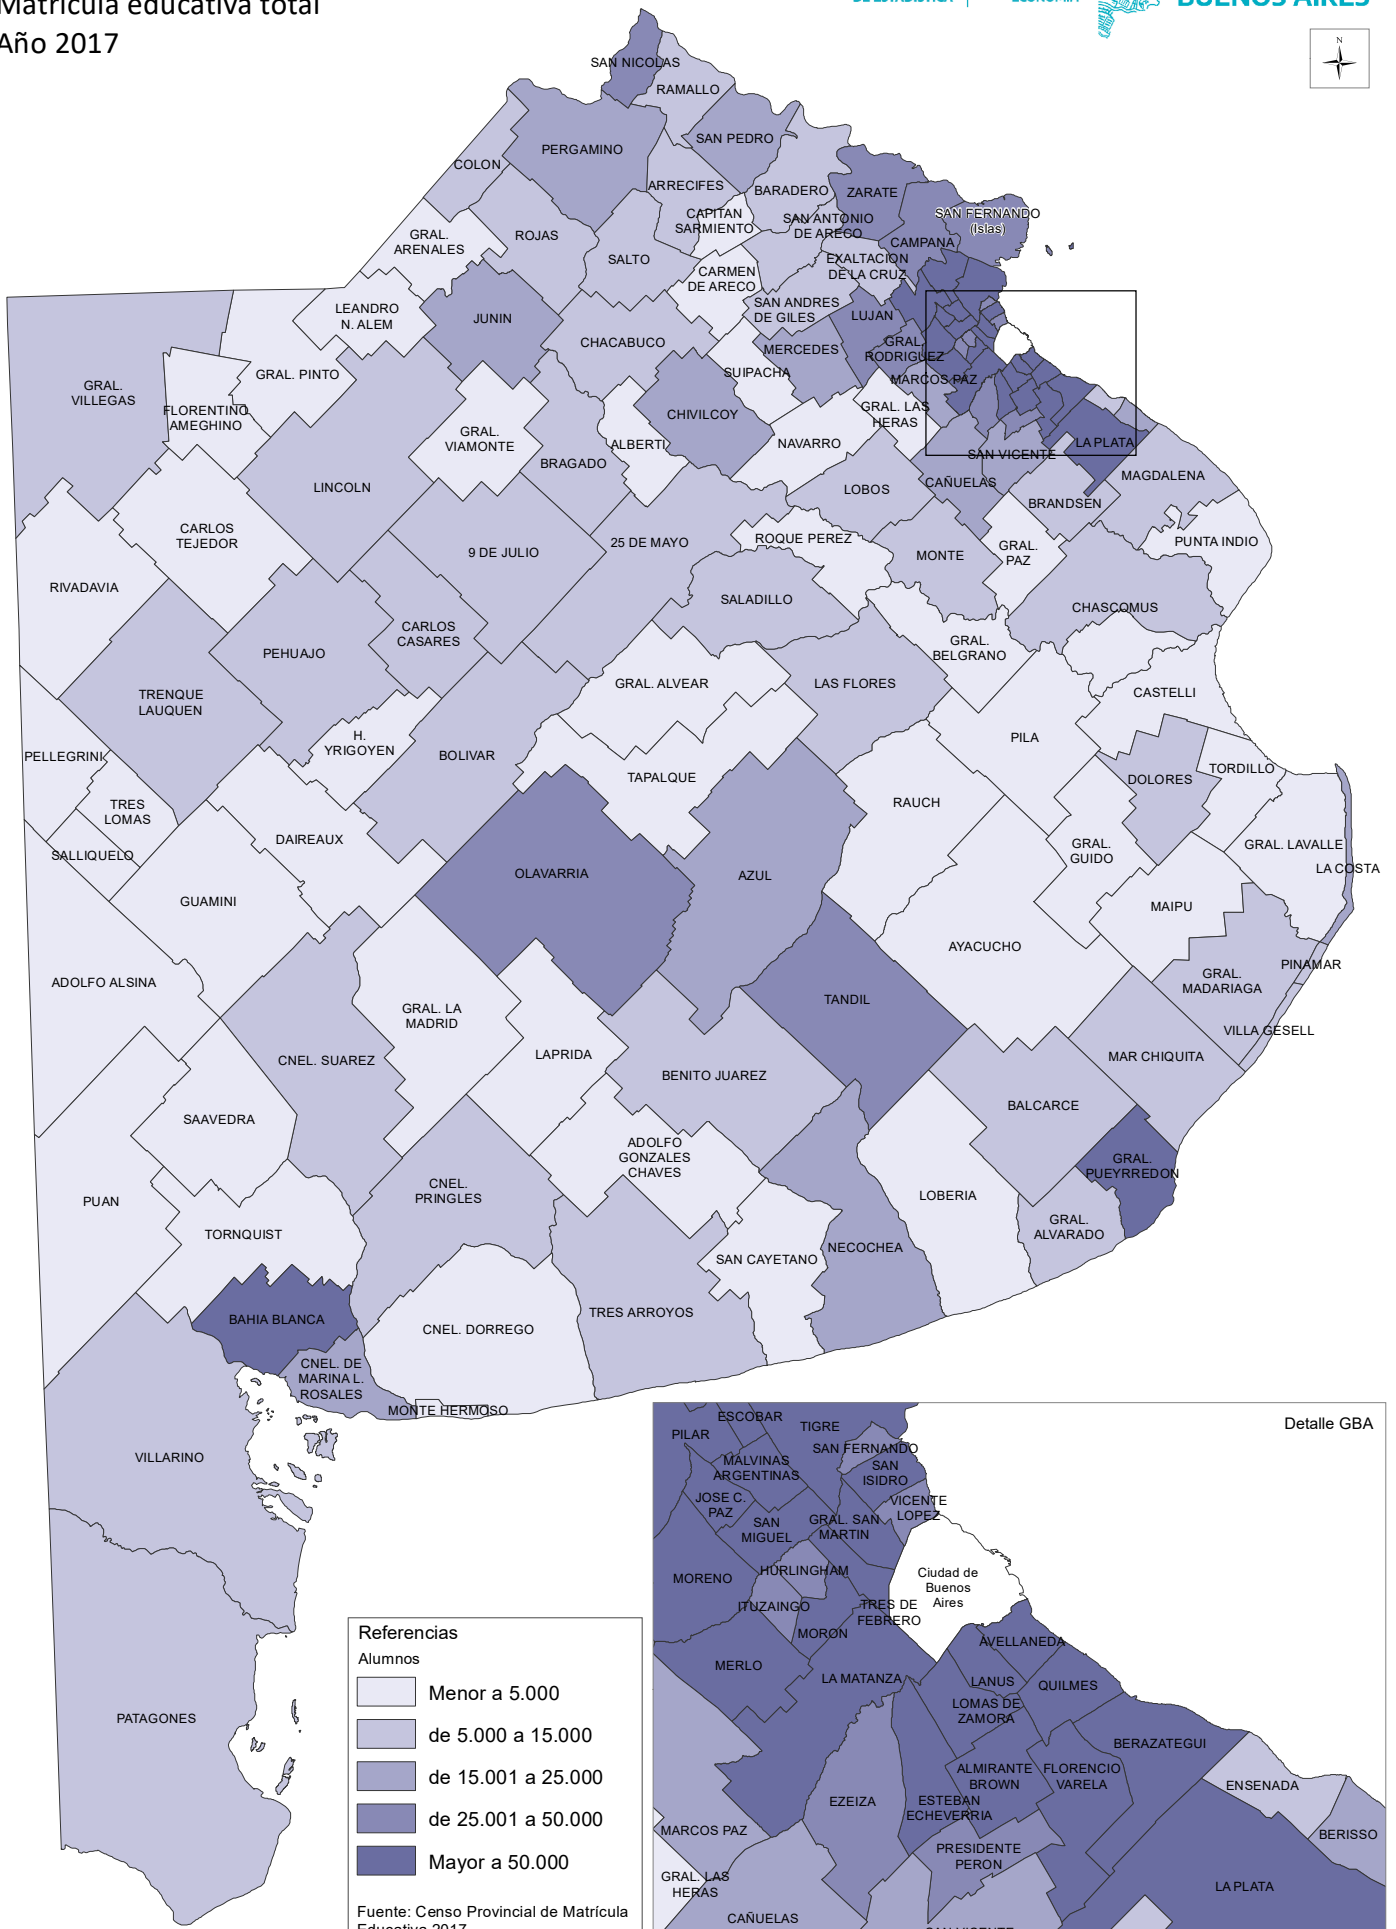 Matrícula educativa total
Año 2017
DE ESTADÍSTICA
ECONOMÍA
BUENOS AIRES
N
SAN NICOLAS
RAMALLO
SAN PEDRO
PERGAMINO
COLON
ARRECIFES
BARADERO
ZARATE
CAPITAN
SARMIENTO
SAN ANTONIO
DE ARECO
SAN FERNANDO
(Islas)
CAMPANA
GRAL.
ARENALES
ROJAS
SALTO
CARMEN
DE ARECO
EXALTACION
DE LA CRUZ
LEANDRO
N. ALEM
JUNIN
SAN ANDRES
DE GILES
LUJAN
CHACABUCO
MERCEDES
GRAL.
RODRIGUEZ
GRAL.
VILLEGAS
GRAL. PINTO
SUIPACHA
MARCOS PAZ
FLORENTINO
AMEGHINO
CHIVILCOY
GRAL. LAS
HERAS
GRAL.
VIAMONTE
ALBERTI
NAVARRO
LA PLATA
BRAGADO
SAN VICENTE
LINCOLN
LOBOS
CAÑUELAS
MAGDALENA
BRANDSEN
CARLOS
TEJEDOR
9 DE JULIO
25 DE MAYO
ROQUE PEREZ
MONTE
GRAL.
PAZ
PUNTA INDIO
RIVADAVIA
SALADILLO
CHASCOMUS
CARLOS
CASARES
PEHUAJO
GRAL.
BELGRANO
TRENQUE
LAUQUEN
GRAL. ALVEAR
LAS FLORES
CASTELLI
H.
YRIGOYEN
PILA
PELLEGRINI
BOLIVAR
TAPALQUE
DOLORES
TORDILLO
TRES
LOMAS
RAUCH
DAIREAUX
GRAL.
GUIDO
GRAL. LAVALLE
SALLIQUELO
LA COSTA
OLAVARRIA
AZUL
GUAMINI
MAIPU
AYACUCHO
PINAMAR
ADOLFO ALSINA
GRAL.
MADARIAGA
TANDIL
GRAL. LA
MADRID
VILLA GESELL
LAPRIDA
CNEL. SUAREZ
MAR CHIQUITA
BENITO JUAREZ
BALCARCE
SAAVEDRA
ADOLFO
GONZALES
CHAVES
GRAL.
PUEYRREDON
CNEL.
PRINGLES
LOBERIA
PUAN
TORNQUIST
GRAL.
ALVARADO
NECOCHEA
SAN CAYETANO
BAHIA BLANCA
TRES ARROYOS
CNEL. DORREGO
CNEL. DE
MARINA L.
ROSALES
MONTE HERMOSO
VILLARINO
PATAGONES
Detalle GBA
ESCOBAR
TIGRE
PILAR
SAN FERNANDO
MALVINAS
ARGENTINAS
SAN
ISIDRO
JOSE C.
PAZ
VICENTE
LOPEZ
SAN
MIGUEL
GRAL. SAN
MARTIN
HURLINGHAM
MORENO
Ciudad de
Buenos
Aires
ITUZAINGO
TRES DE
FEBRERO
MORON
AVELLANEDA
MERLO
LA MATANZA
LANUS
QUILMES
LOMAS DE
ZAMORA
BERAZATEGUI
ALMIRANTE
BROWN
FLORENCIO
VARELA
ENSENADA
EZEIZA
ESTEBAN
ECHEVERRIA
MARCOS PAZ
BERISSO
PRESIDENTE
PERON
GRAL. LAS
HERAS
LA PLATA
CAÑUELAS
Referencias
Alumnos
Menor a 5.000
de 5.000 a 15.000
de 15.001 a 25.000
de 25.001 a 50.000
Mayor a 50.000
Fuente: Censo Provincial de Matrícula
Educativa 2017